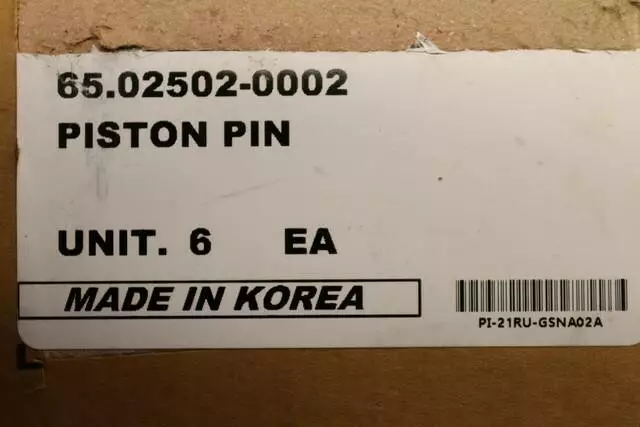 65.02502-0002
PISTON PIN
UNIT. 6 EA
MADE IN KOREA
PI-21RU-GSNA02A